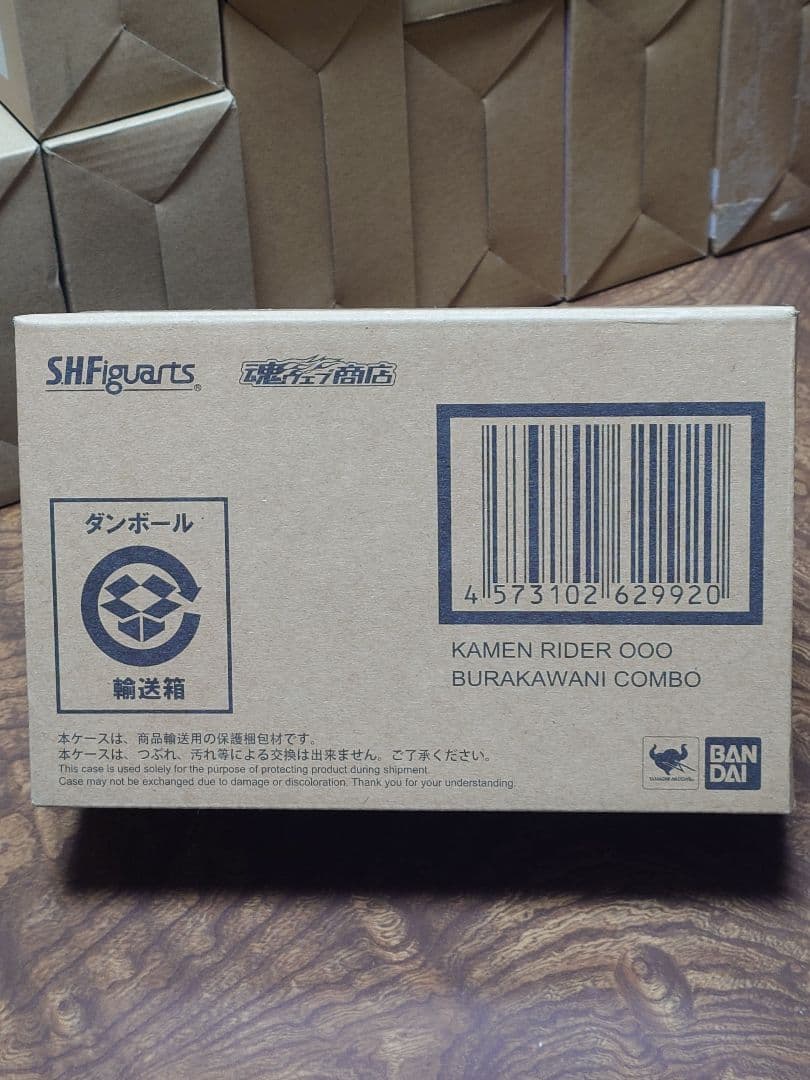 S.H.Figuarts®
魂ウェブ商店
ダンボール
輸送箱
4 573102 629920
KAMEN RIDER OOO
BURAKAWANI COMBO
本ケースは、商品輸送用の保護梱包材です。
本ケースは、つぶれ、汚れ等による交換は出来ません。ご了承ください。
This case is used solely for the purpose of protecting product during shipment.
Case may not be exchanged due to damage or discoloration. Thank you for your understanding.
TAMASHII NATIONS
BAN
DAI